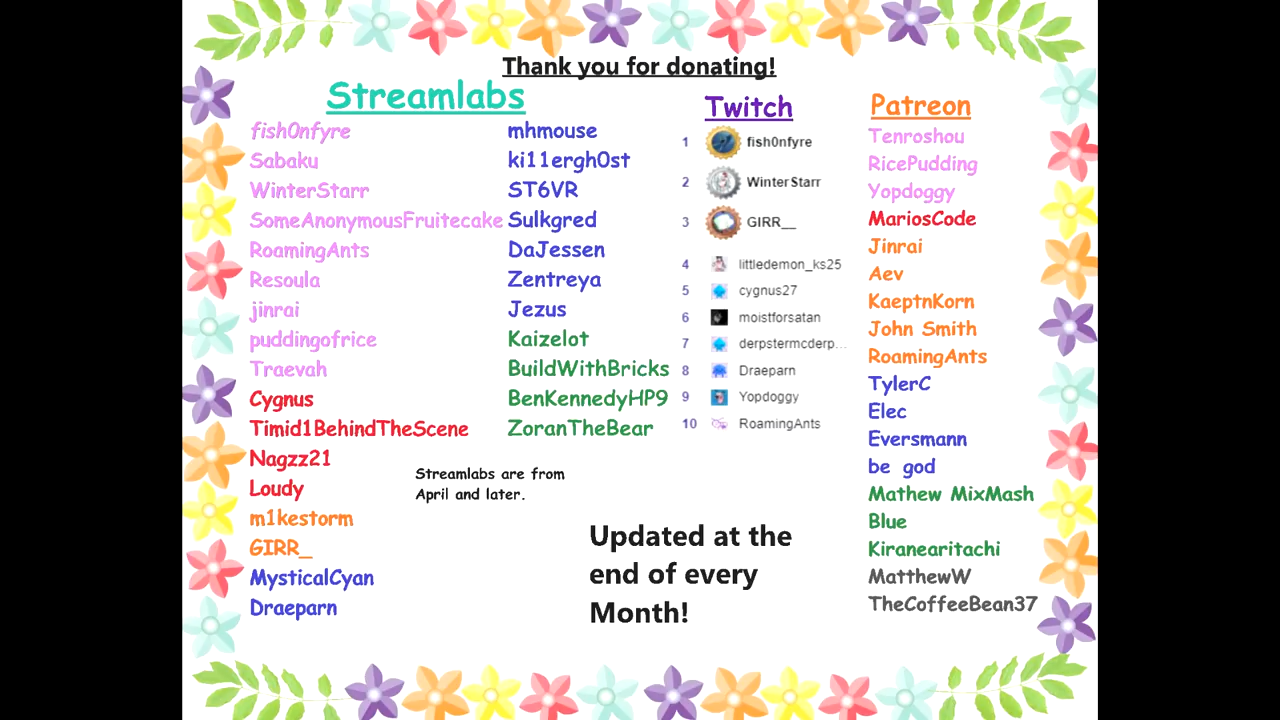 Thank you for donating!
Streamlabs
fish0nfyre
Sabaku
WinterStarr
SomeAnonymousFruitecake
RoamingAnts
Resoula
jinrai
puddingofrice
Traevah
Cygnus
Timid1BehindTheScene
Nagzz21
Loudy
m1kestorm
GIRR_
MysticalCyan
Draeparn
mhmouse
ki11ergh0st
ST6VR
Sulkgred
DaJessen
Zentreya
Jezus
Kaizelot
BuildWithBricks
BenKennedyHP9
ZoranTheBear
Streamlabs are from
April and later.
Twitch
1 fish0nfyre
2 WinterStarr
3 GIRR__
4 littledemon_ks25
5 cygnus27
6 moistforsatan
7 derpstermcderp...
8 Draeparn
9 Yopdoggy
10 RoamingAnts
Updated at the
end of every
Month!
Patreon
Tenroshou
RicePudding
Yopdoggy
MariosCode
Jinrai
Aev
KaeptnKorn
John Smith
RoamingAnts
TylerC
Elec
Eversmann
be god
Mathew MixMash
Blue
Kiranearitachi
MatthewW
TheCoffeeBean37